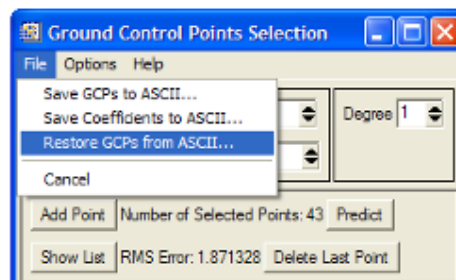 Ground Control Points Selection
File Options Help
Save GCPs to ASCII...
Save Coefficients to ASCII...
Restore GCPs from ASCII...
Cancel
Degree 1
Add Point Number of Selected Points: 43 Predict
Show List RMS Error: 1.871328 Delete Last Point